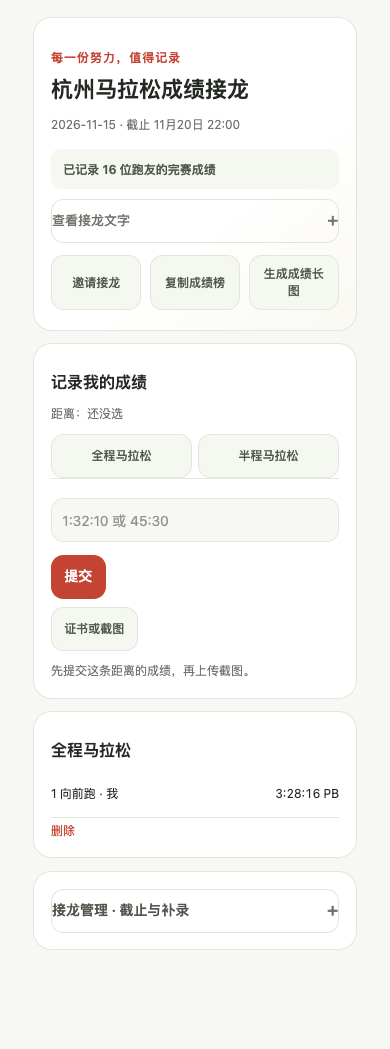 每一份努力，值得记录
杭州马拉松成绩接龙
2026-11-15 · 截止 11月20日 22:00
已记录 16 位跑友的完赛成绩
查看接龙文字 +
邀请接龙 复制成绩榜 生成成绩长
图
记录我的成绩
距离：还没选
全程马拉松 半程马拉松
1:32:10 或 45:30
提交
证书或截图
先提交这条距离的成绩，再上传截图。
全程马拉松
1 向前跑 · 我 3:28:16 PB
删除
接龙管理 · 截止与补录 +